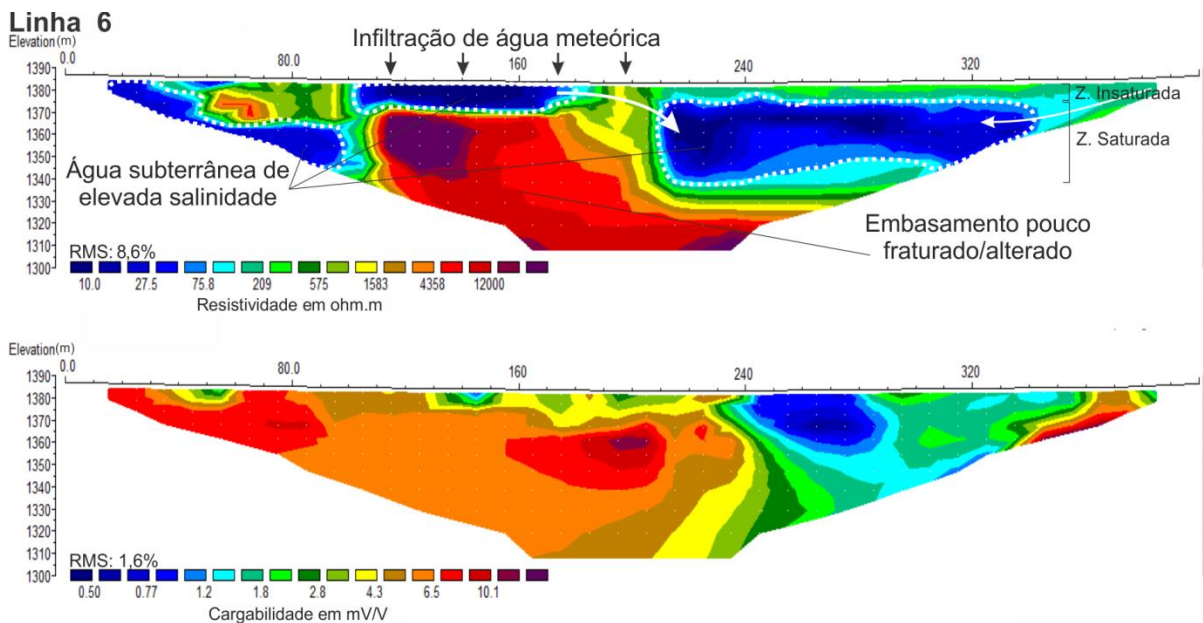 Linha 6
Elevation (m)
0.0 80.0 160 240 320
Infiltração de água meteórica
1390
1380
1370
1360
1350
1340
1330
1320
1310
1300
Z. Insaturada
Z. Saturada
Água subterrânea de
elevada salinidade
Embasamento pouco
fraturado/alterado
RMS: 8,6%
10.0 27.5 75.8 209 575 1583 4358 12000
Resistividade em ohm.m
Elevation (m)
0.0 80.0 160 240 320
1390
1380
1370
1360
1350
1340
1330
1320
1310
1300
RMS: 1,6%
0.50 0.77 1.2 1.8 2.8 4.3 6.5 10.1
Cargabilidade em mV/V